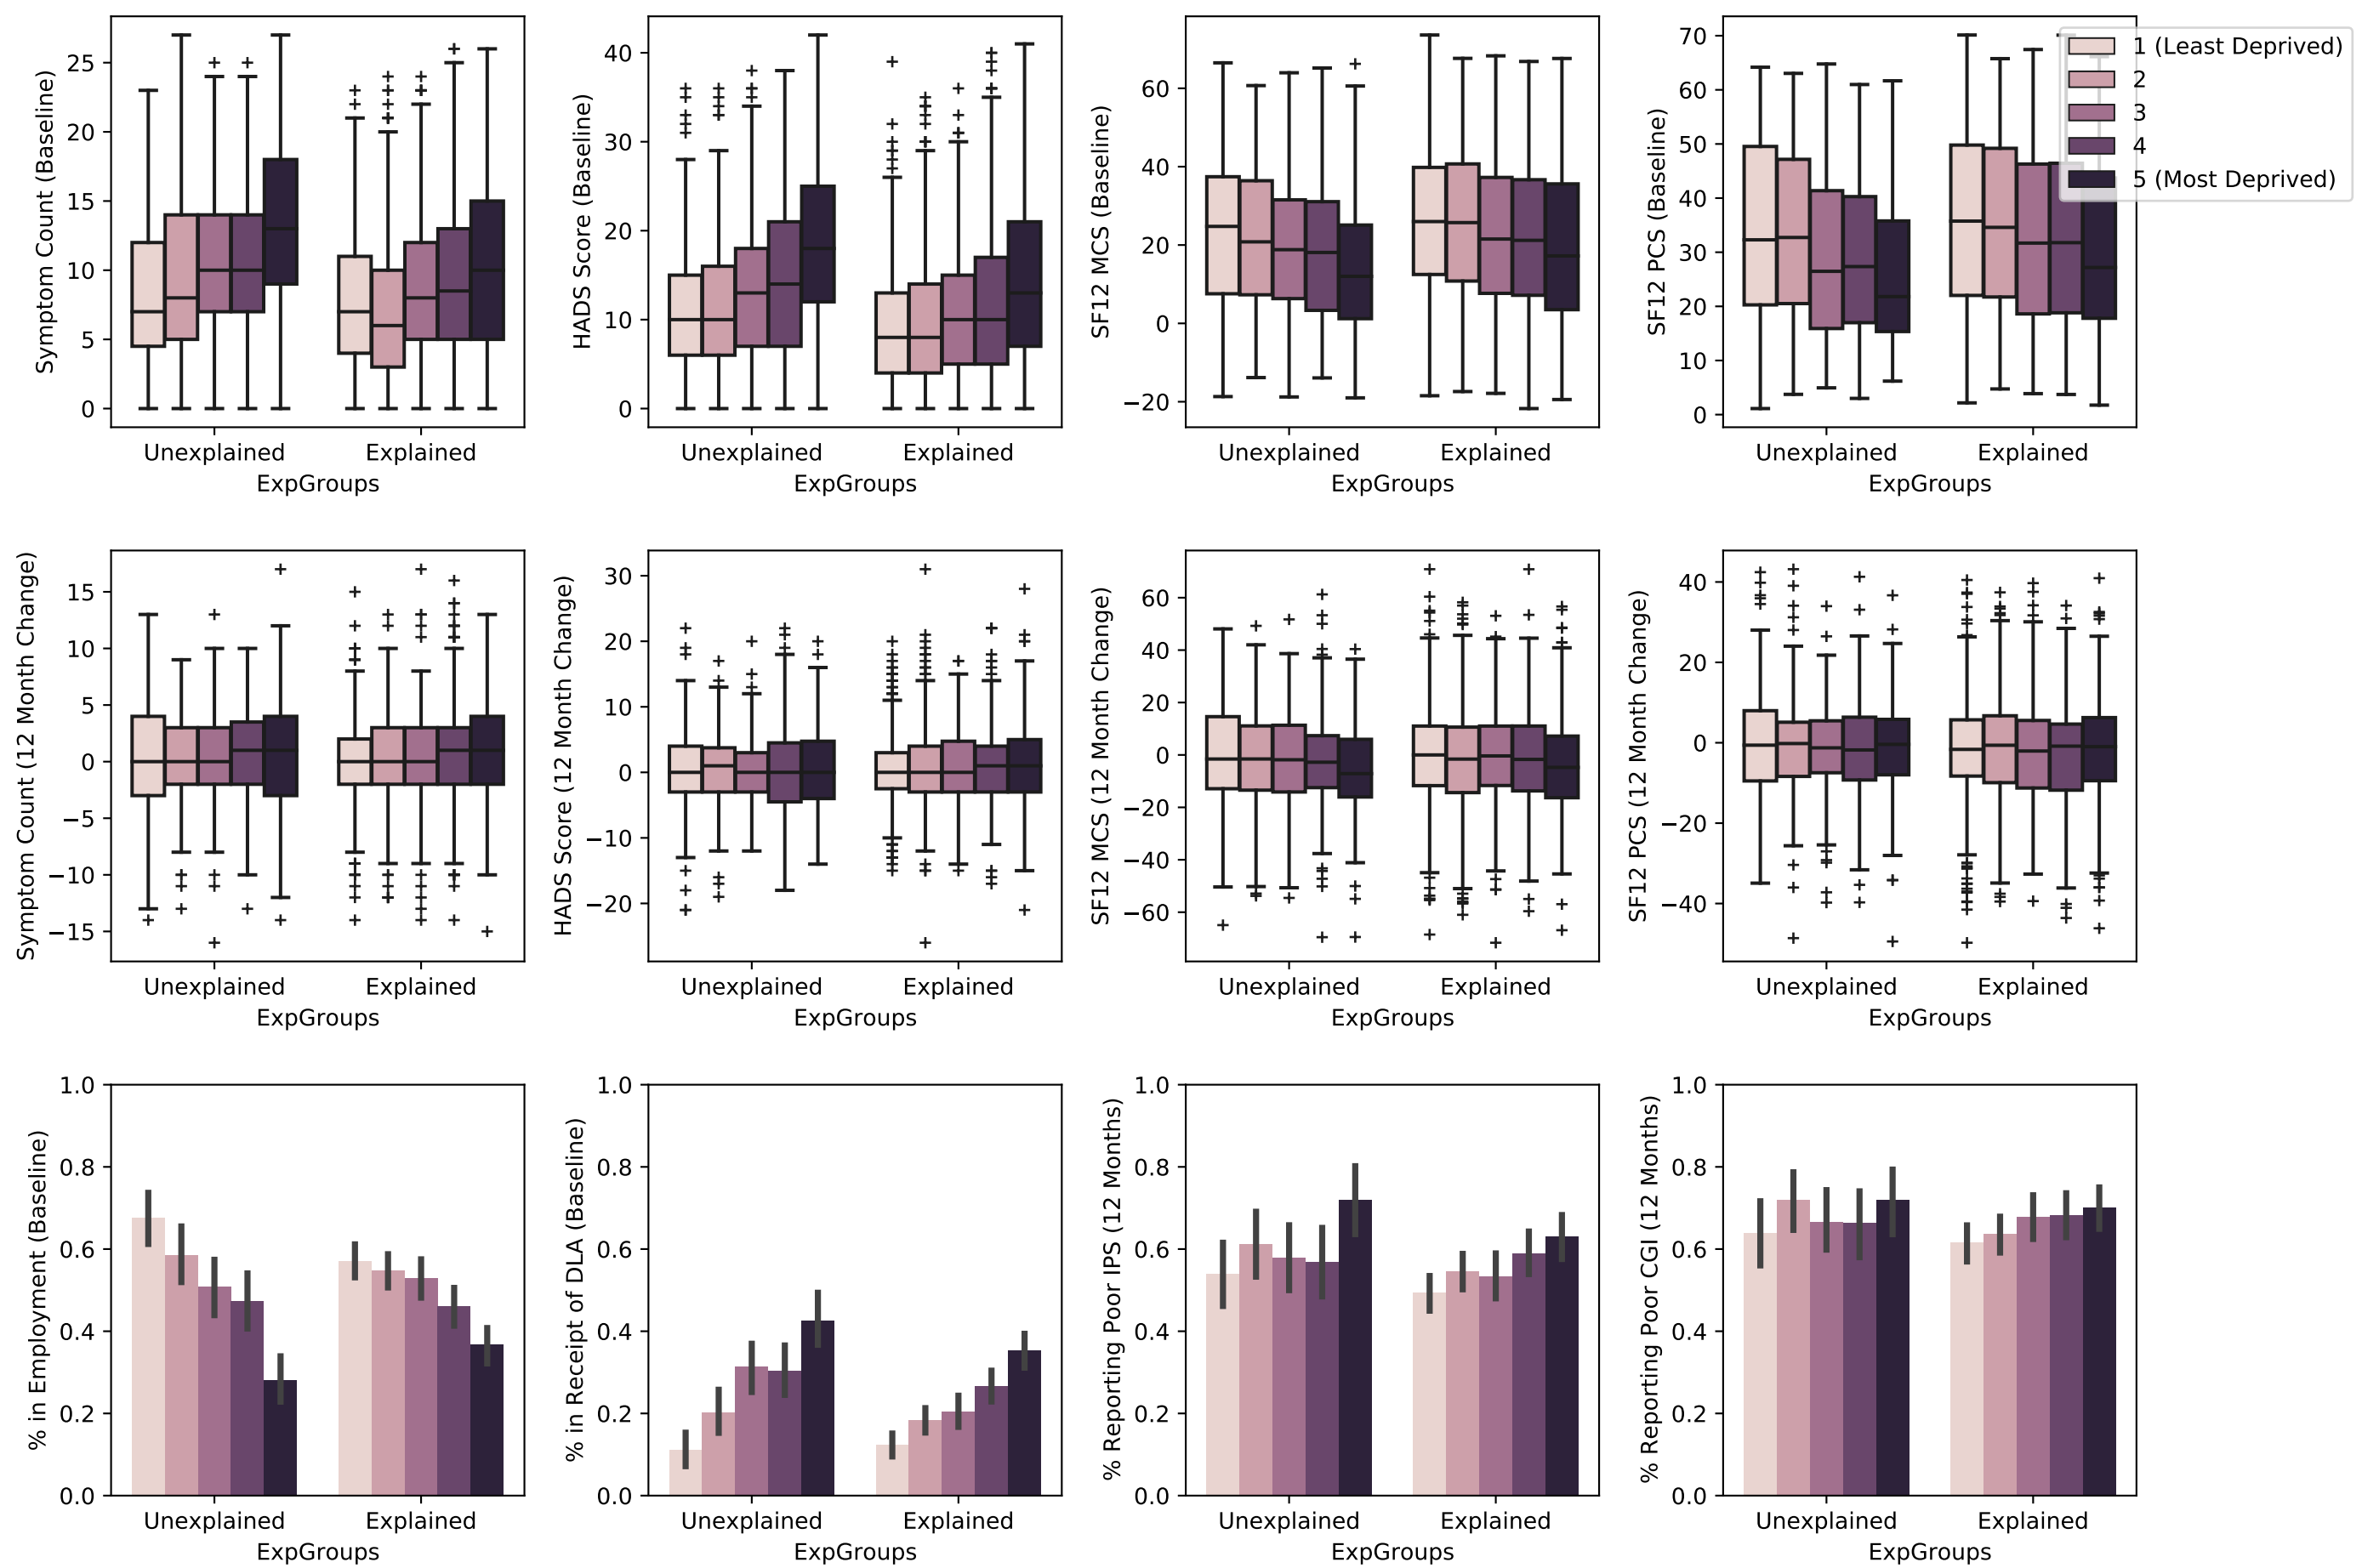 Symptom Count (Baseline)
25
20
15
10
5
0
Unexplained
Explained
ExpGroups
HADS Score (Baseline)
40
30
20
10
0
Unexplained
Explained
ExpGroups
SF12 MCS (Baseline)
60
40
20
0
−20
Unexplained
Explained
ExpGroups
SF12 PCS (Baseline)
70
60
50
40
30
20
10
0
Unexplained
Explained
ExpGroups
1 (Least Deprived)
2
3
4
5 (Most Deprived)
Symptom Count (12 Month Change)
15
10
5
0
−5
−10
−15
Unexplained
Explained
ExpGroups
HADS Score (12 Month Change)
30
20
10
0
−10
−20
Unexplained
Explained
ExpGroups
SF12 MCS (12 Month Change)
60
40
20
0
−20
−40
−60
Unexplained
Explained
ExpGroups
SF12 PCS (12 Month Change)
40
20
0
−20
−40
Unexplained
Explained
ExpGroups
% in Employment (Baseline)
1.0
0.8
0.6
0.4
0.2
0.0
Unexplained
Explained
ExpGroups
% in Receipt of DLA (Baseline)
1.0
0.8
0.6
0.4
0.2
0.0
Unexplained
Explained
ExpGroups
% Reporting Poor IPS (12 Months)
1.0
0.8
0.6
0.4
0.2
0.0
Unexplained
Explained
ExpGroups
% Reporting Poor CGI (12 Months)
1.0
0.8
0.6
0.4
0.2
0.0
Unexplained
Explained
ExpGroups